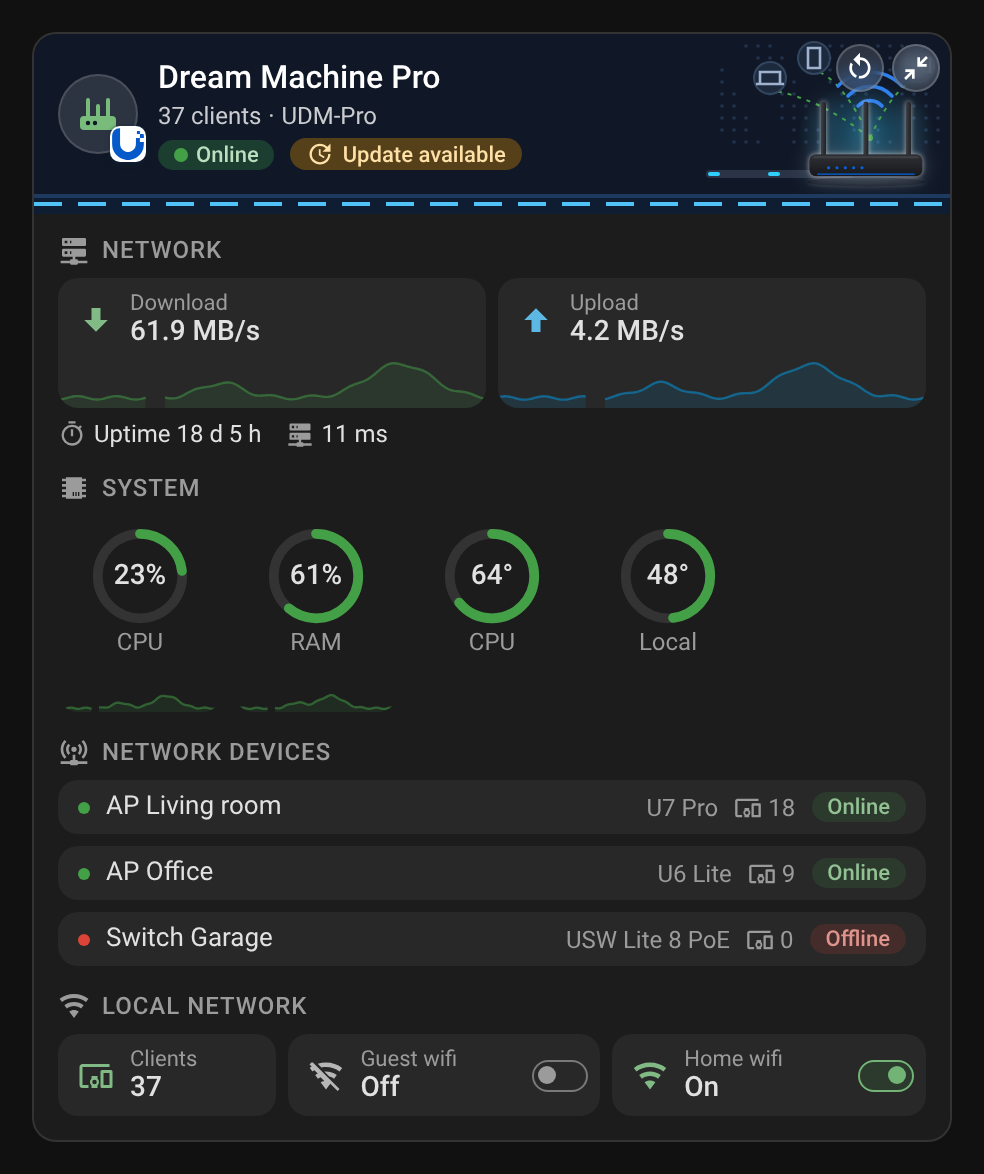 Dream Machine Pro
37 clients · UDM-Pro
Online
Update available
NETWORK
Download
61.9 MB/s
Upload
4.2 MB/s
Uptime 18 d 5 h
11 ms
SYSTEM
23%
61%
64°
48°
CPU
RAM
CPU
Local
NETWORK DEVICES
AP Living room U7 Pro 18 Online
AP Office U6 Lite 9 Online
Switch Garage USW Lite 8 PoE 0 Offline
LOCAL NETWORK
Clients
37
Guest wifi
Off
Home wifi
On